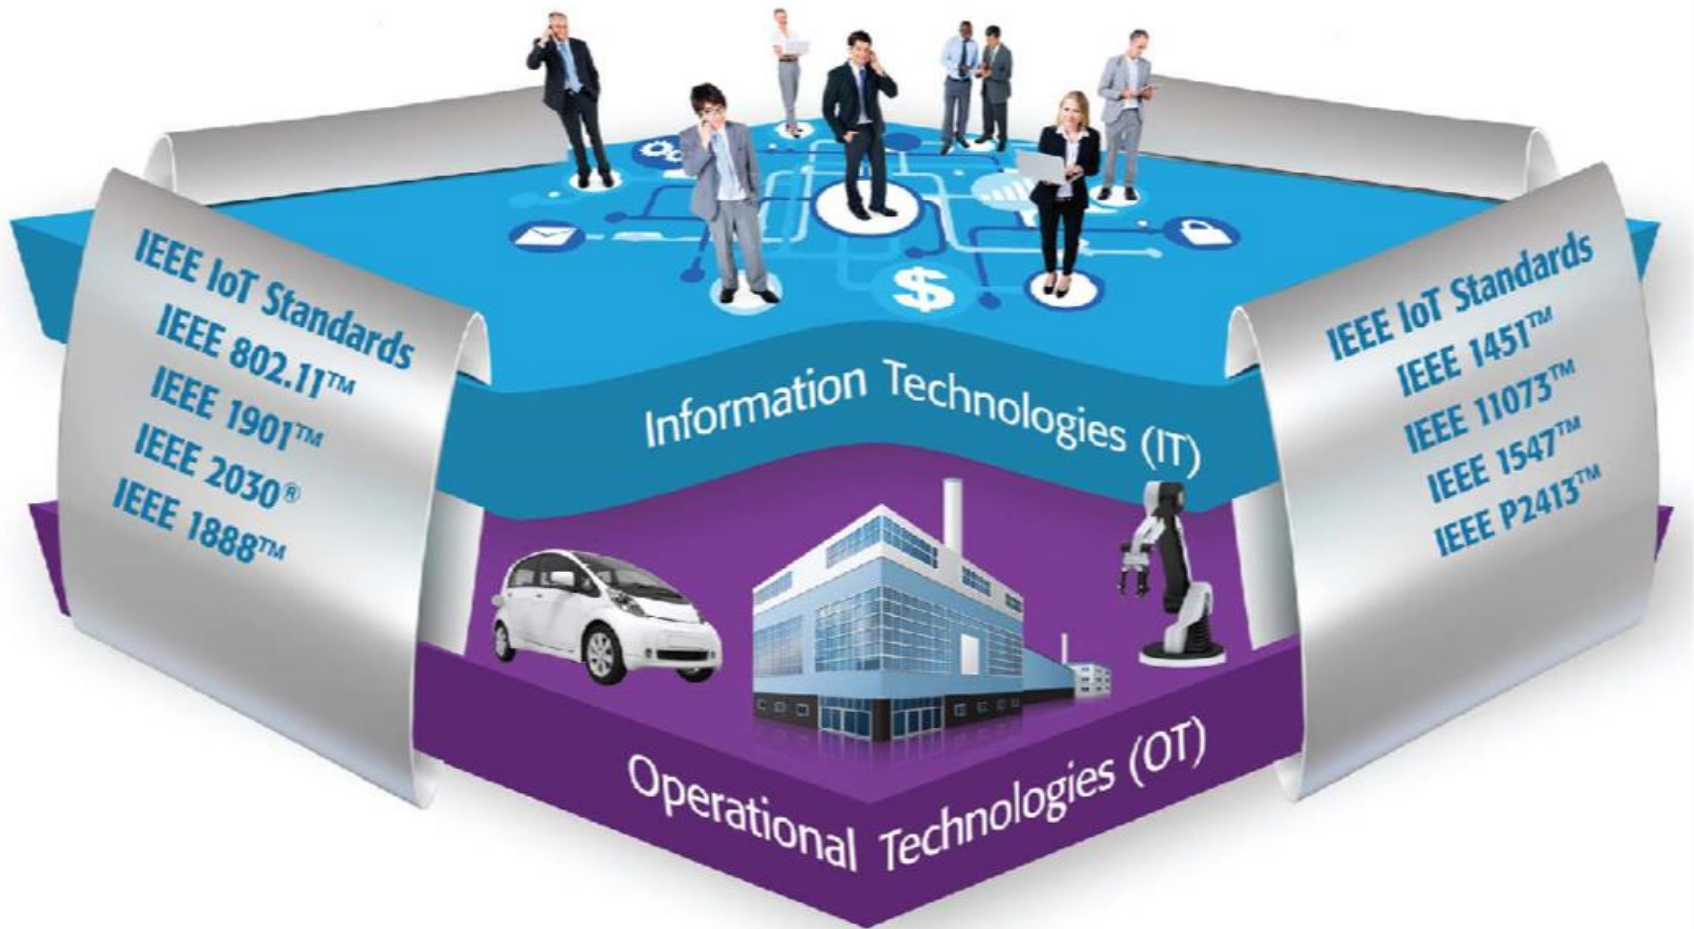 IEEE IoT Standards
IEEE 802.11™
IEEE 1901™
IEEE 2030®
IEEE 1888™
Information Technologies (IT)
Operational Technologies (OT)
IEEE IoT Standards
IEEE 1451™
IEEE 11073™
IEEE 1547™
IEEE P2413™
$